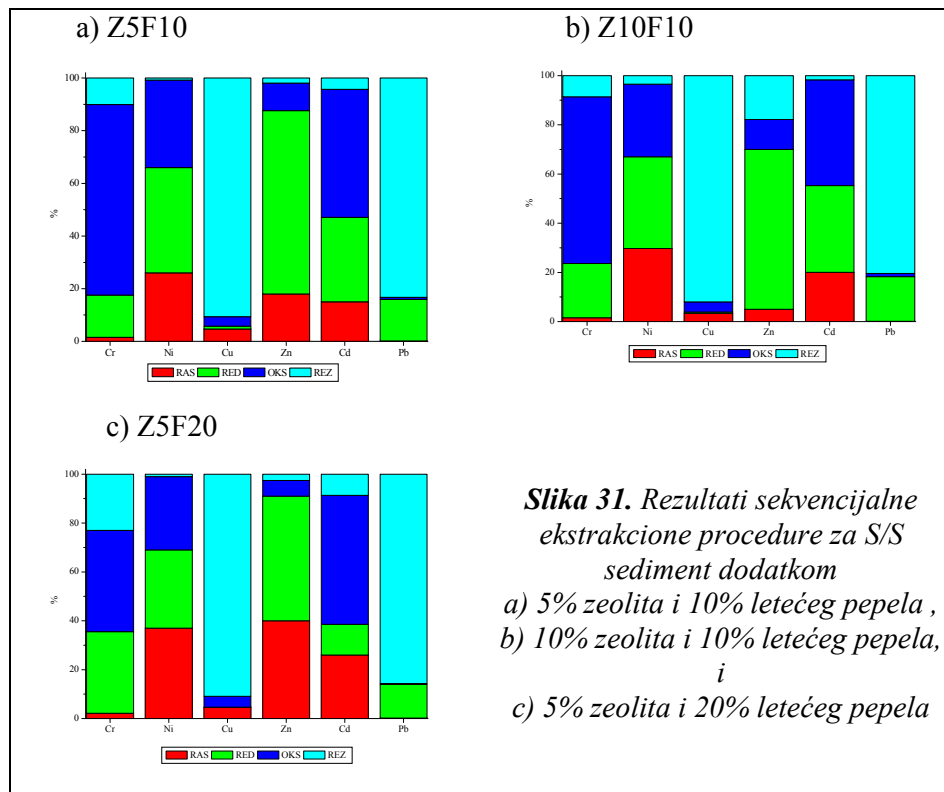 a) Z5F10
100
80
60
40
20
0
%
Cr Ni Cu Zn Cd Pb
RAS RED OKS REZ
b) Z10F10
100
80
60
40
20
0
%
Cr Ni Cu Zn Cd Pb
RAS RED OKS REZ
c) Z5F20
100
80
60
40
20
0
%
Cr Ni Cu Zn Cd Pb
RAS RED OKS REZ
Slika 31. Rezultati sekvencijalne
ekstrakcione procedure za S/S
sediment dodatkom
a) 5% zeolita i 10% letećeg pepela ,
b) 10% zeolita i 10% letećeg pepela,
i
c) 5% zeolita i 20% letećeg pepela